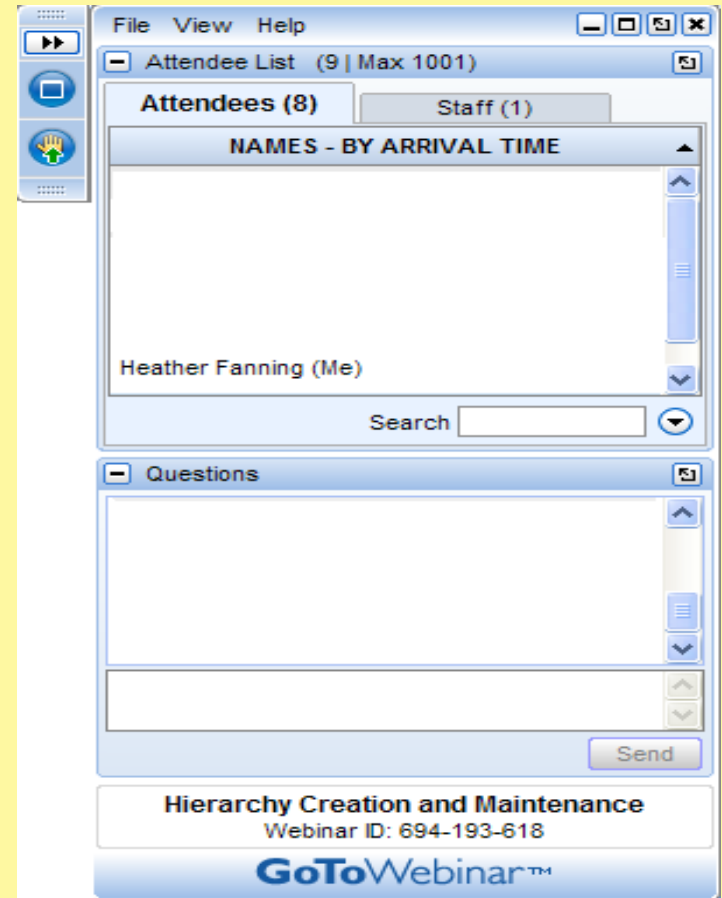 File View Help
Attendee List (9 | Max 1001)
Attendees (8) Staff (1)
NAMES - BY ARRIVAL TIME
Heather Fanning (Me)
Search
Questions
Send
Hierarchy Creation and Maintenance
Webinar ID: 694-193-618
GoToWebinar™